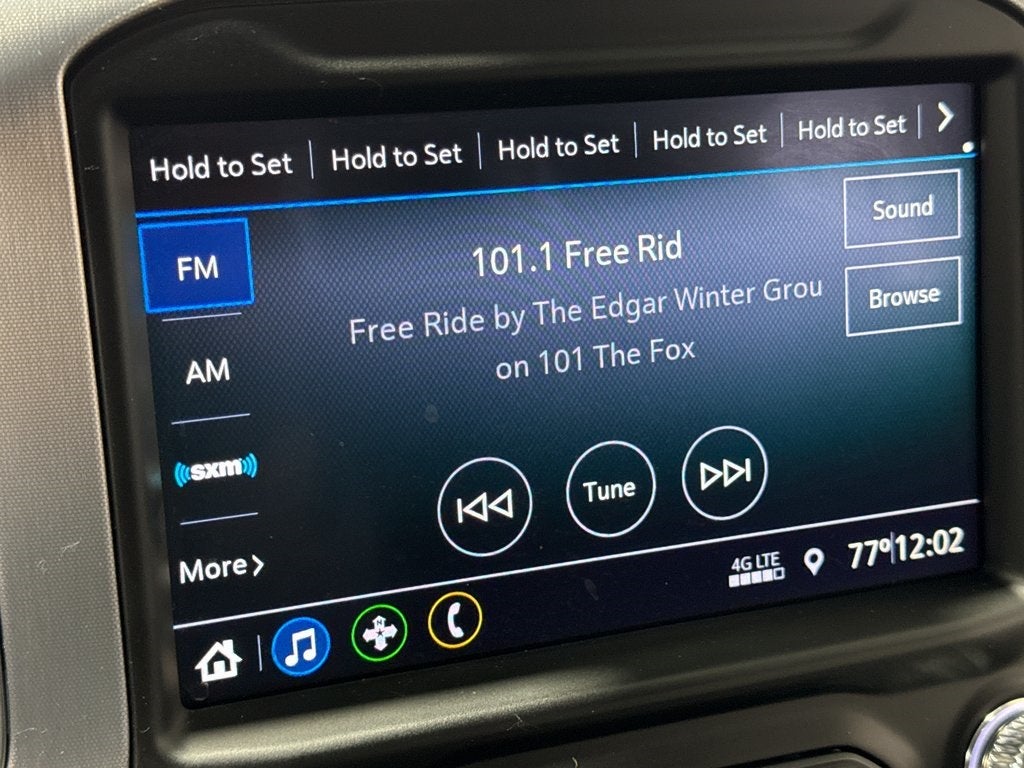 Hold to Set Hold to Set Hold to Set Hold to Set Hold to Set
FM
101.1 Free Rid
Sound
Free Ride by The Edgar Winter Grou
Browse
on 101 The Fox
AM
sxm
Tune
More
4G LTE
77º 12:02
N